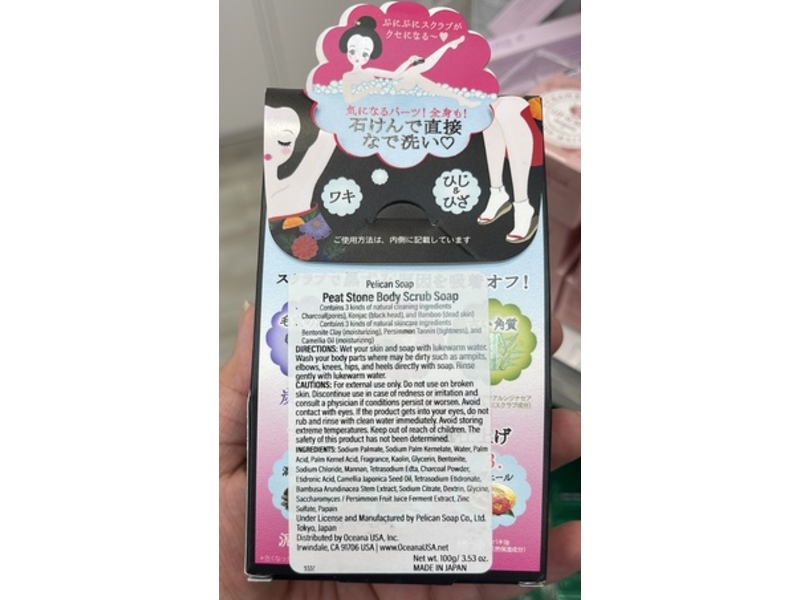 ぷにぷにスクラブが
クセになる〜♥
気になるパーツ!全身も!
石けんで直接
なで洗い♡
ワキ
ひじ
&
ひざ
ご使用方法は、内側に記載しています
オフ!
Pelican Soap
Peat Stone Body Scrub Soap
Contains 3 kinds of natural cleaning ingredients
Charcoal(pores), Konjac (black head), and Bamboo (dead skin)
Contains 3 kinds of natural skincare ingredients
Bentonite Clay (moisturizing), Persimmon Tannin (tightness), and
Camellia Oil (moisturizing)
DIRECTIONS: Wet your skin and soap with lukewarm water.
Wash your body parts where may be dirty such as armpits,
elbows, knees, hips, and heels directly with soap. Rinse
gently with lukewarm water.
CAUTIONS: For external use only. Do not use on broken
skin. Discontinue use in case of redness or irritation and
consult a physician if conditions persist or worsen. Avoid
contact with eyes. If the product gets into your eyes, do not
rub and rinse with clean water immediately. Avoid storing
extreme temperatures. Keep out of reach of children. The
safety of this product has not been determined.
INGREDIENTS: Sodium Palmate, Sodium Palm Kernelate, Water, Palm
Acid, Palm Kernel Acid, Fragrance, Kaolin, Glycerin, Bentonite,
Sodium Chloride, Mannan, Tetrasodium Edta, Charcoal Powder,
Etidronic Acid, Camellia Japonica Seed Oil, Tetrasodium Etidronate,
Bambusa Arundinacea Stem Extract, Sodium Citrate, Dextrin, Glycine,
Saccharomyces / Persimmon Fruit Juice Ferment Extract, Zinc
Sulfate, Papain
Under License and Manufactured by Pelican Soap Co., Ltd.
Tokyo, Japan
Distributed by Oceana USA, Inc.
Irwindale, CA 91706 USA | www.OceanaUSA.net
Net wt. 100g/ 3.53 oz.
MADE IN JAPAN
角質